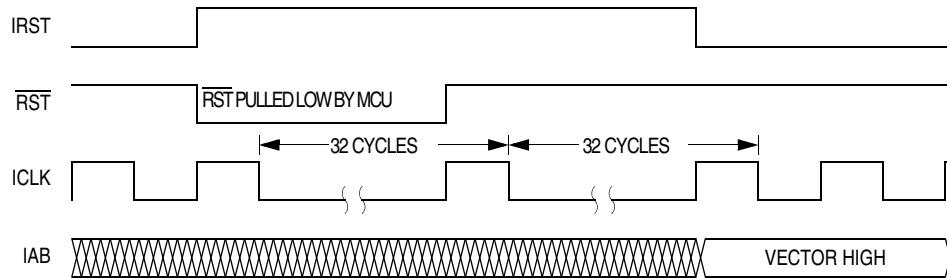 IRST
RST
RST PULLED LOW BY MCU
32 CYCLES
32 CYCLES
ICLK
IAB
VECTOR HIGH